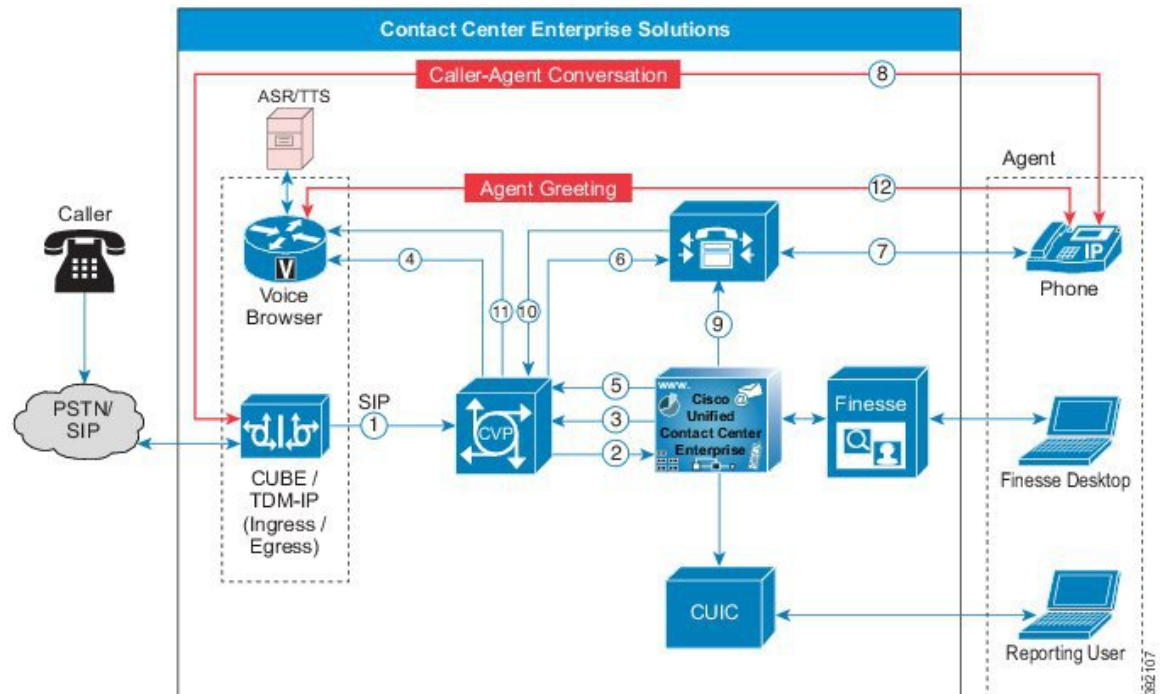 Contact Center Enterprise Solutions
Caller-Agent Conversation
8
ASR/TTS
Agent
Agent Greeting
12
Caller
4
6
7
IP
V
Voice
Browser
Phone
11
10
9
PSTN/
SIP
SIP
1
CVP
5
3
2
www.
@
Cisco
Unified
Contact Center
Enterprise
Finesse
CUBE /
TDM-IP
(Ingress /
Egress)
Finesse Desktop
CUIC
Reporting User